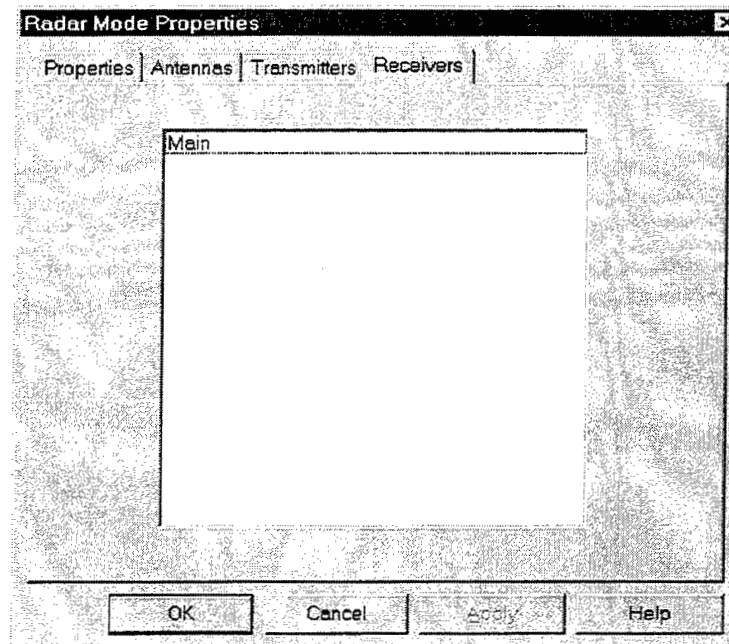 Radar Mode Properties
Properties Antennas Transmitters Receivers
Main
OK Cancel Apply Help